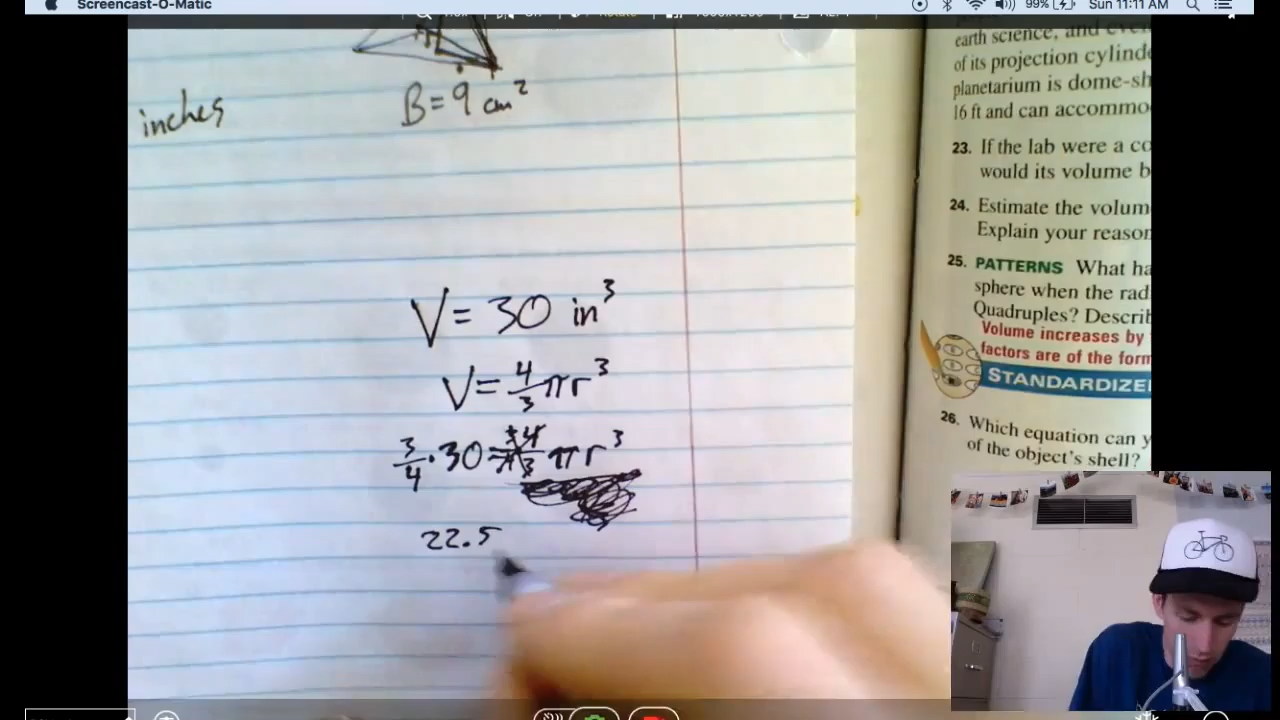 Screencast-O-Matic
99%
Sun 11:11 AM
inches
B = 9 cm²
V = 30 in³
V = 4/3 πr³
3/4 · 30 = 3/4 4/3 πr³
22.5
earth science, and even
of its projection cylinde
planetarium is dome-sh
16 ft and can accommo
23. If the lab were a co
would its volume b
24. Estimate the volum
Explain your reason
25. PATTERNS What ha
sphere when the rad
Quadruples? Describ
Volume increases by
factors are of the form
STANDARDIZE
26. Which equation can y
of the object's shell?